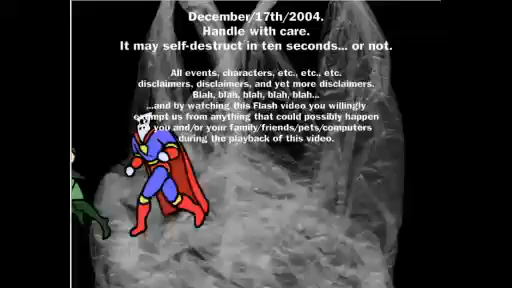 December/17th/2004.
Handle with care.
It may self-destruct in ten seconds... or not.
All events, characters, etc., etc., etc.
disclaimers, disclaimers, and yet more disclaimers.
Blah, blah, blah, blah, blah...
...and by watching this Flash video you willingly
exempt us from anything that could possibly happen
you and/or your family/friends/pets/computers
during the playback of this video.